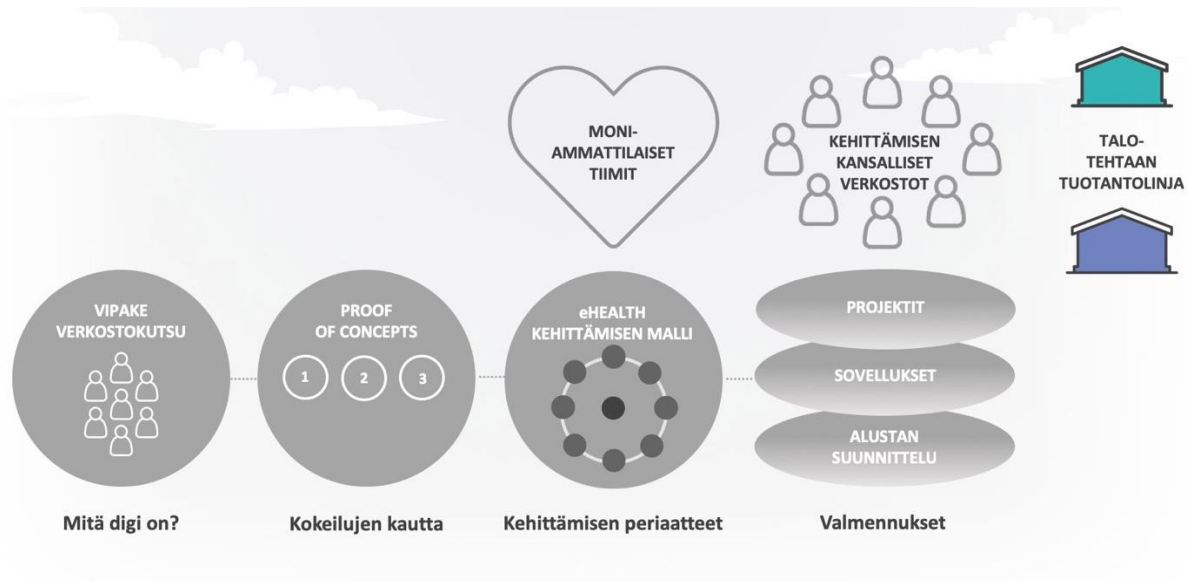 MONI-
AMMATTILAISET
TIIMIT
KEHITTÄMISEN
KANSALLISET
VERKOSTOT
TALO-
TEHTAAN
TUOTANTOLINJA
VIPAKE
VERKOSTOKUTSU
PROOF
OF CONCEPTS
1 2 3
eHEALTH
KEHITTÄMISEN MALLI
PROJEKTIT
SOVELLUKSET
ALUSTAN
SUUNNITTELU
Mitä digi on?
Kokeilujen kautta
Kehittämisen periaatteet
Valmennukset